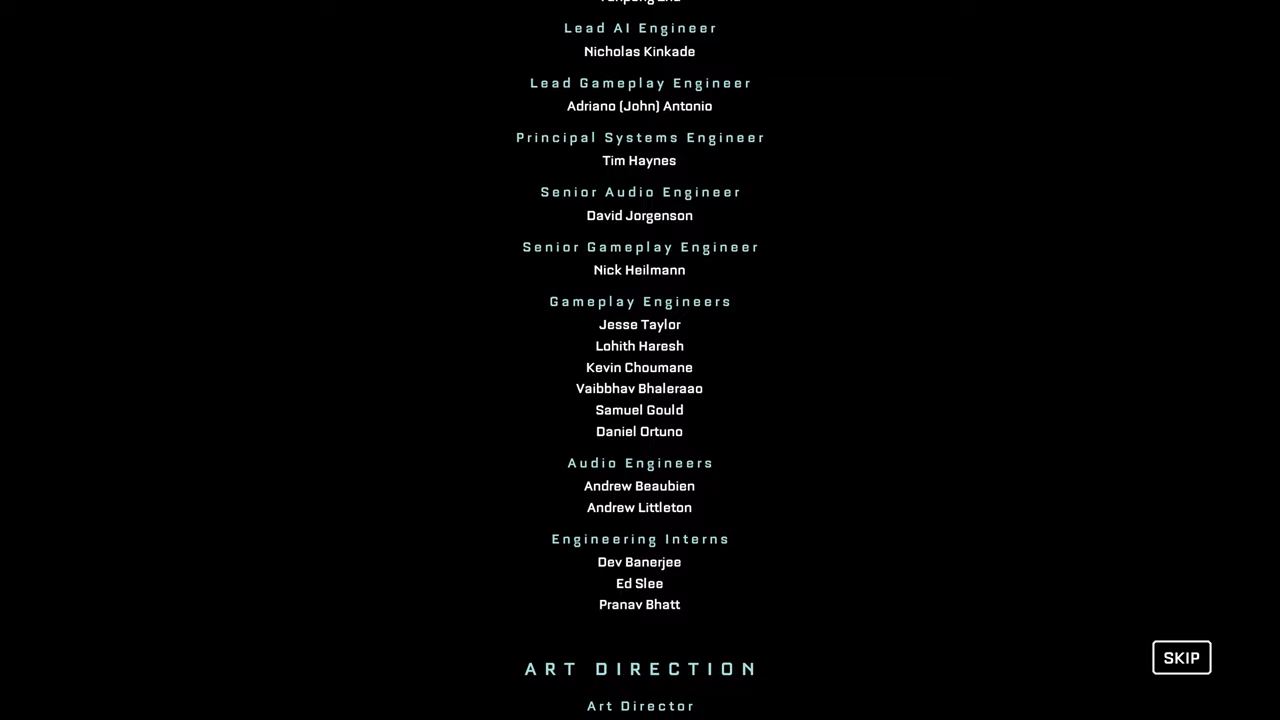 Lead AI Engineer
Nicholas Kinkade
Lead Gameplay Engineer
Adriano (John) Antonio
Principal Systems Engineer
Tim Haynes
Senior Audio Engineer
David Jorgenson
Senior Gameplay Engineer
Nick Heilmann
Gameplay Engineers
Jesse Taylor
Lohith Haresh
Kevin Choumane
Vaibbhav Bhaleraao
Samuel Gould
Daniel Ortuno
Audio Engineers
Andrew Beaubien
Andrew Littleton
Engineering Interns
Dev Banerjee
Ed Slee
Pranav Bhatt
SKIP
ART DIRECTION
Art Director